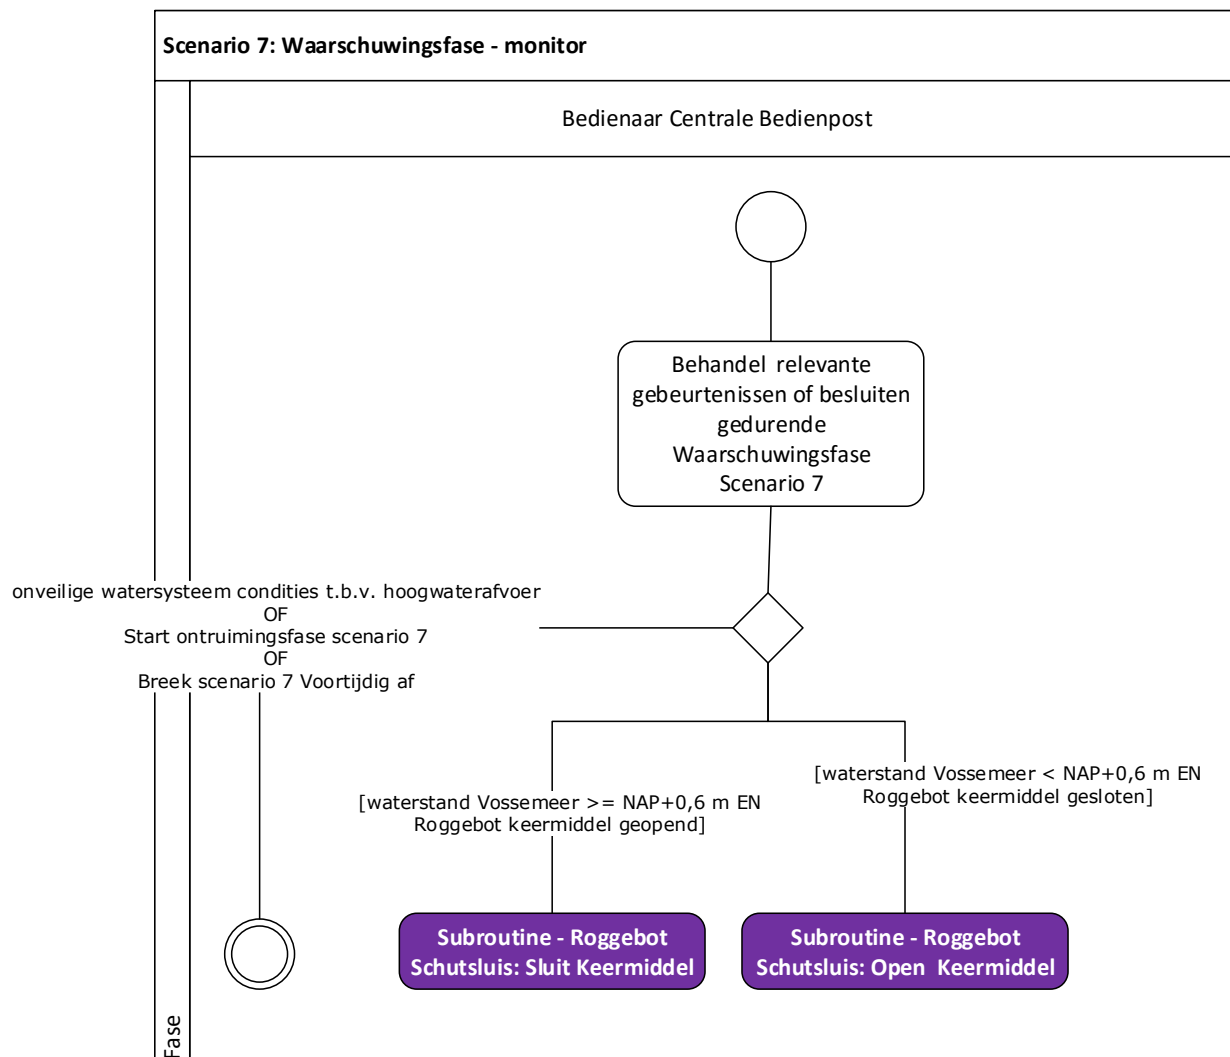 Scenario 7: Waarschuwingsfase - monitor
Bedienaar Centrale Bedienpost
Behandel relevante
gebeurtenissen of besluiten
gedurende
Waarschuwingsfase
Scenario 7
onveilige watersysteem condities t.b.v. hoogwaterafvoer
OF
Start ontruimingsfase scenario 7
OF
Breek scenario 7 Voortijdig af
[waterstand Vossemeer >= NAP+0,6 m EN
Roggebot keermiddel geopend]
[waterstand Vossemeer < NAP+0,6 m EN
Roggebot keermiddel gesloten]
Subroutine - Roggebot
Schutsluis: Sluit Keermiddel
Subroutine - Roggebot
Schutsluis: Open Keermiddel
Fase